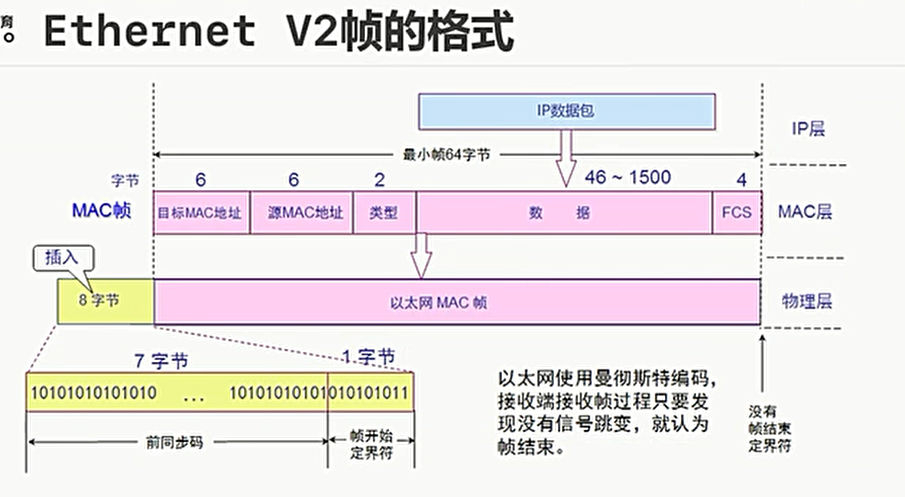 育
Ethernet V2帧的格式
IP数据包
IP层
最小帧64字节
字节 6 6 2 46 ~ 1500 4
MAC帧 目标MAC地址 源MAC地址 类型 数 据 FCS MAC层
插入
8 字节 以太网 MAC 帧 物理层
7 字节 1 字节
10101010101010 ... 10101010101010101011
前同步码
帧开始
定界符
以太网使用曼彻斯特编码，
接收端接收帧过程只要发
现没有信号跳变，就认为
帧结束。
没有
帧结束
定界符